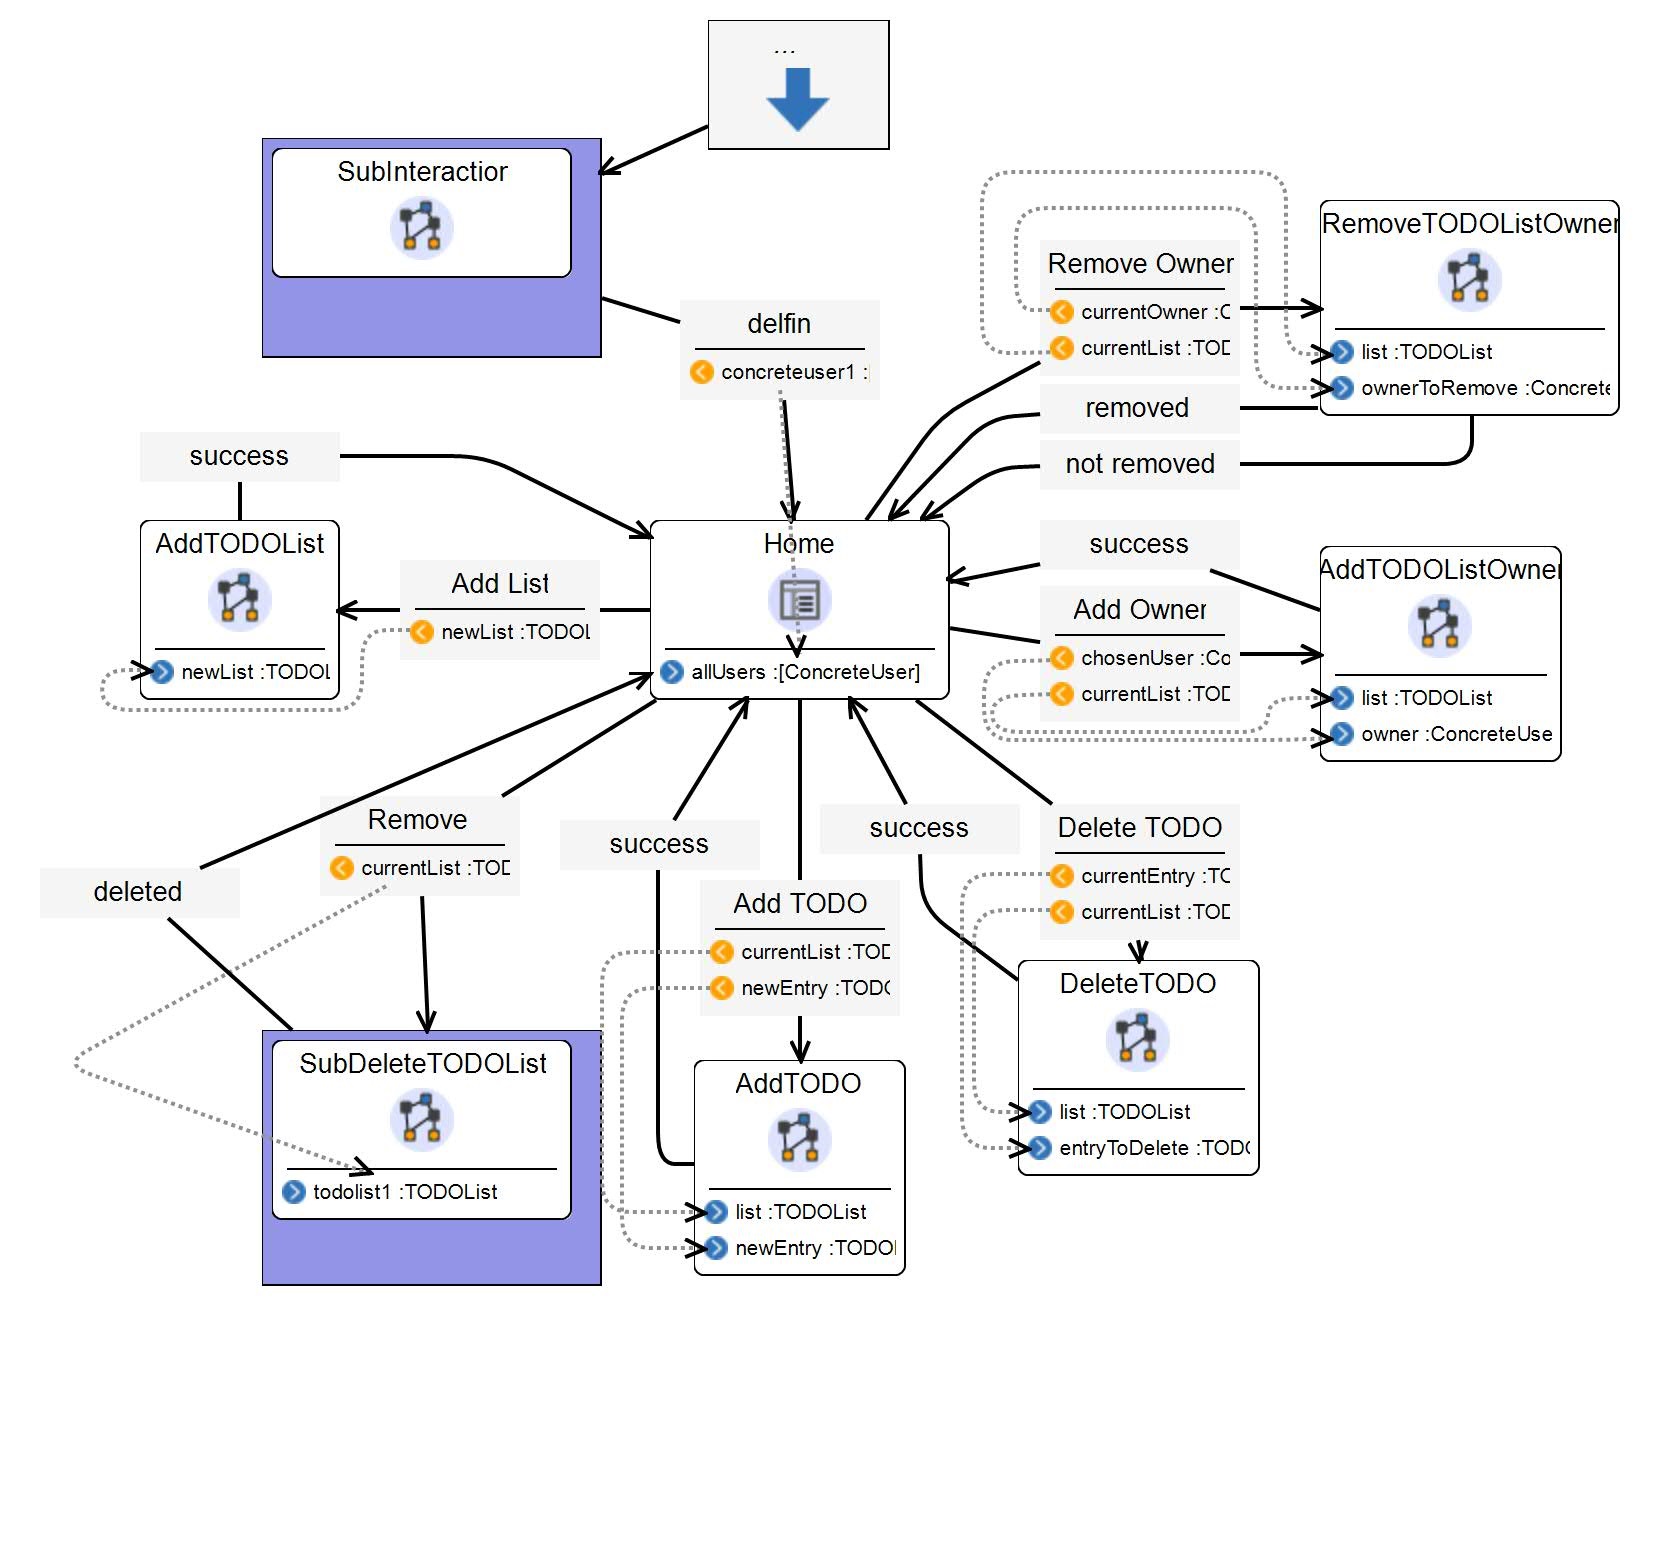 ...
SubInteractior
delfin
concreteuser1 :
RemoveTODOListOwner
list :TODOList
ownerToRemove :Concrete
Remove Owner
currentOwner :C
currentList :TOD
removed
not removed
success
AddTODOList
newList :TODOL
Add List
newList :TODOL
Home
allUsers :[ConcreteUser]
success
Add Owner
chosenUser :Co
currentList :TOD
AddTODOListOwner
list :TODOList
owner :ConcreteUse
deleted
Remove
currentList :TOD
SubDeleteTODOList
todolist1 :TODOList
success
Add TODO
currentList :TOD
newEntry :TODO
AddTODO
list :TODOList
newEntry :TODO
success
Delete TODO
currentEntry :TO
currentList :TOD
DeleteTODO
list :TODOList
entryToDelete :TODO